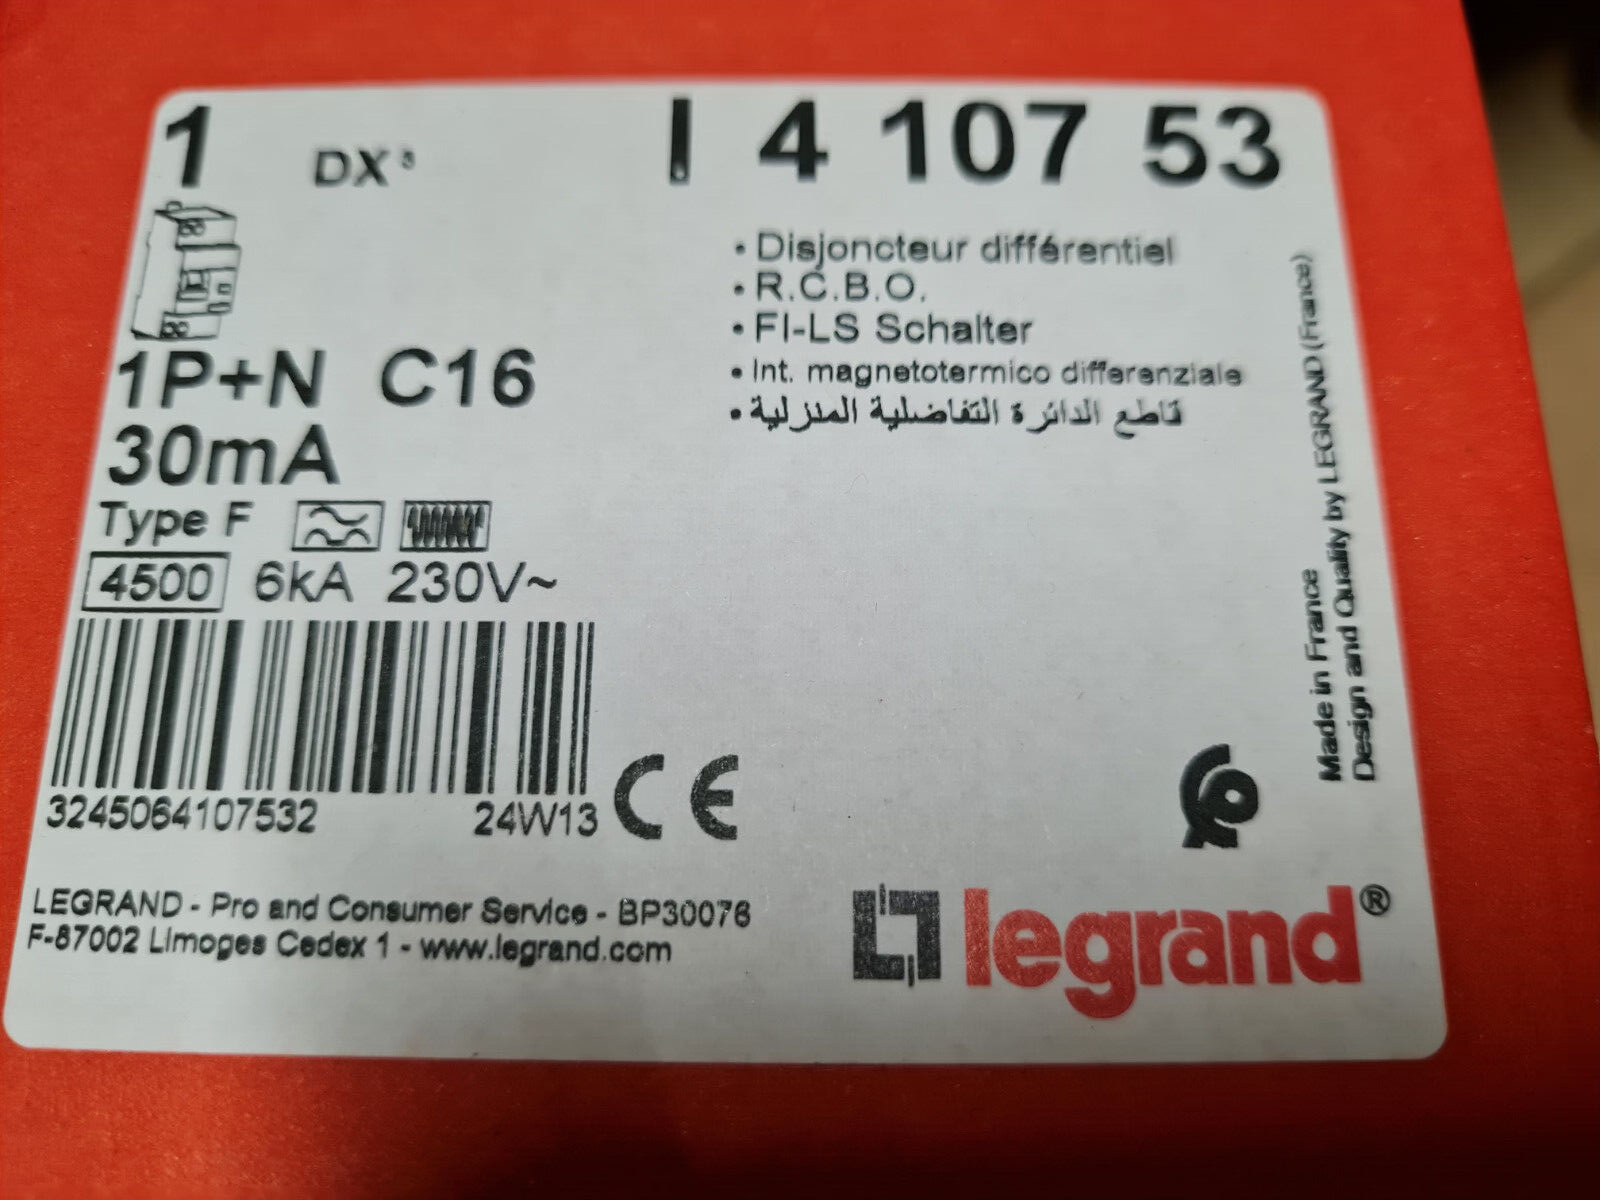 1 DX³ 4 107 53
• Disjoncteur différentiel
• R.C.B.O.
• FI-LS Schalter
• Int. magnetotermico differenziale
• قاطع الدائرة التفاضلية المنزلية
1P+N C16
30mA
Type F
4500 6kA 230V~
3245064107532 24W13
CE
LEGRAND - Pro and Consumer Service - BP30076
F-87002 Limoges Cedex 1 - www.legrand.com
legrand®
Made in France
Design and Quality by LEGRAND (France)